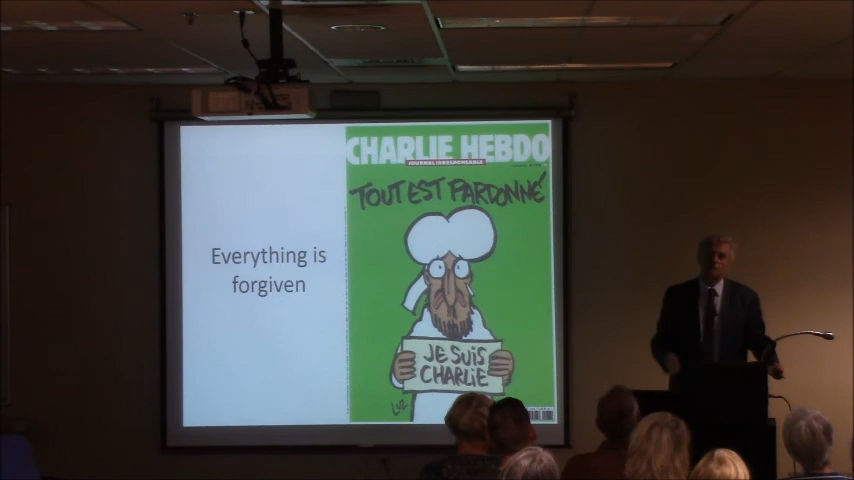 Everything is
forgiven
CHARLIE HEBDO
JOURNAL IRRESPONSABLE
TOUT EST PARDONNÉ
JE SUIS
CHARLIE
LUZ